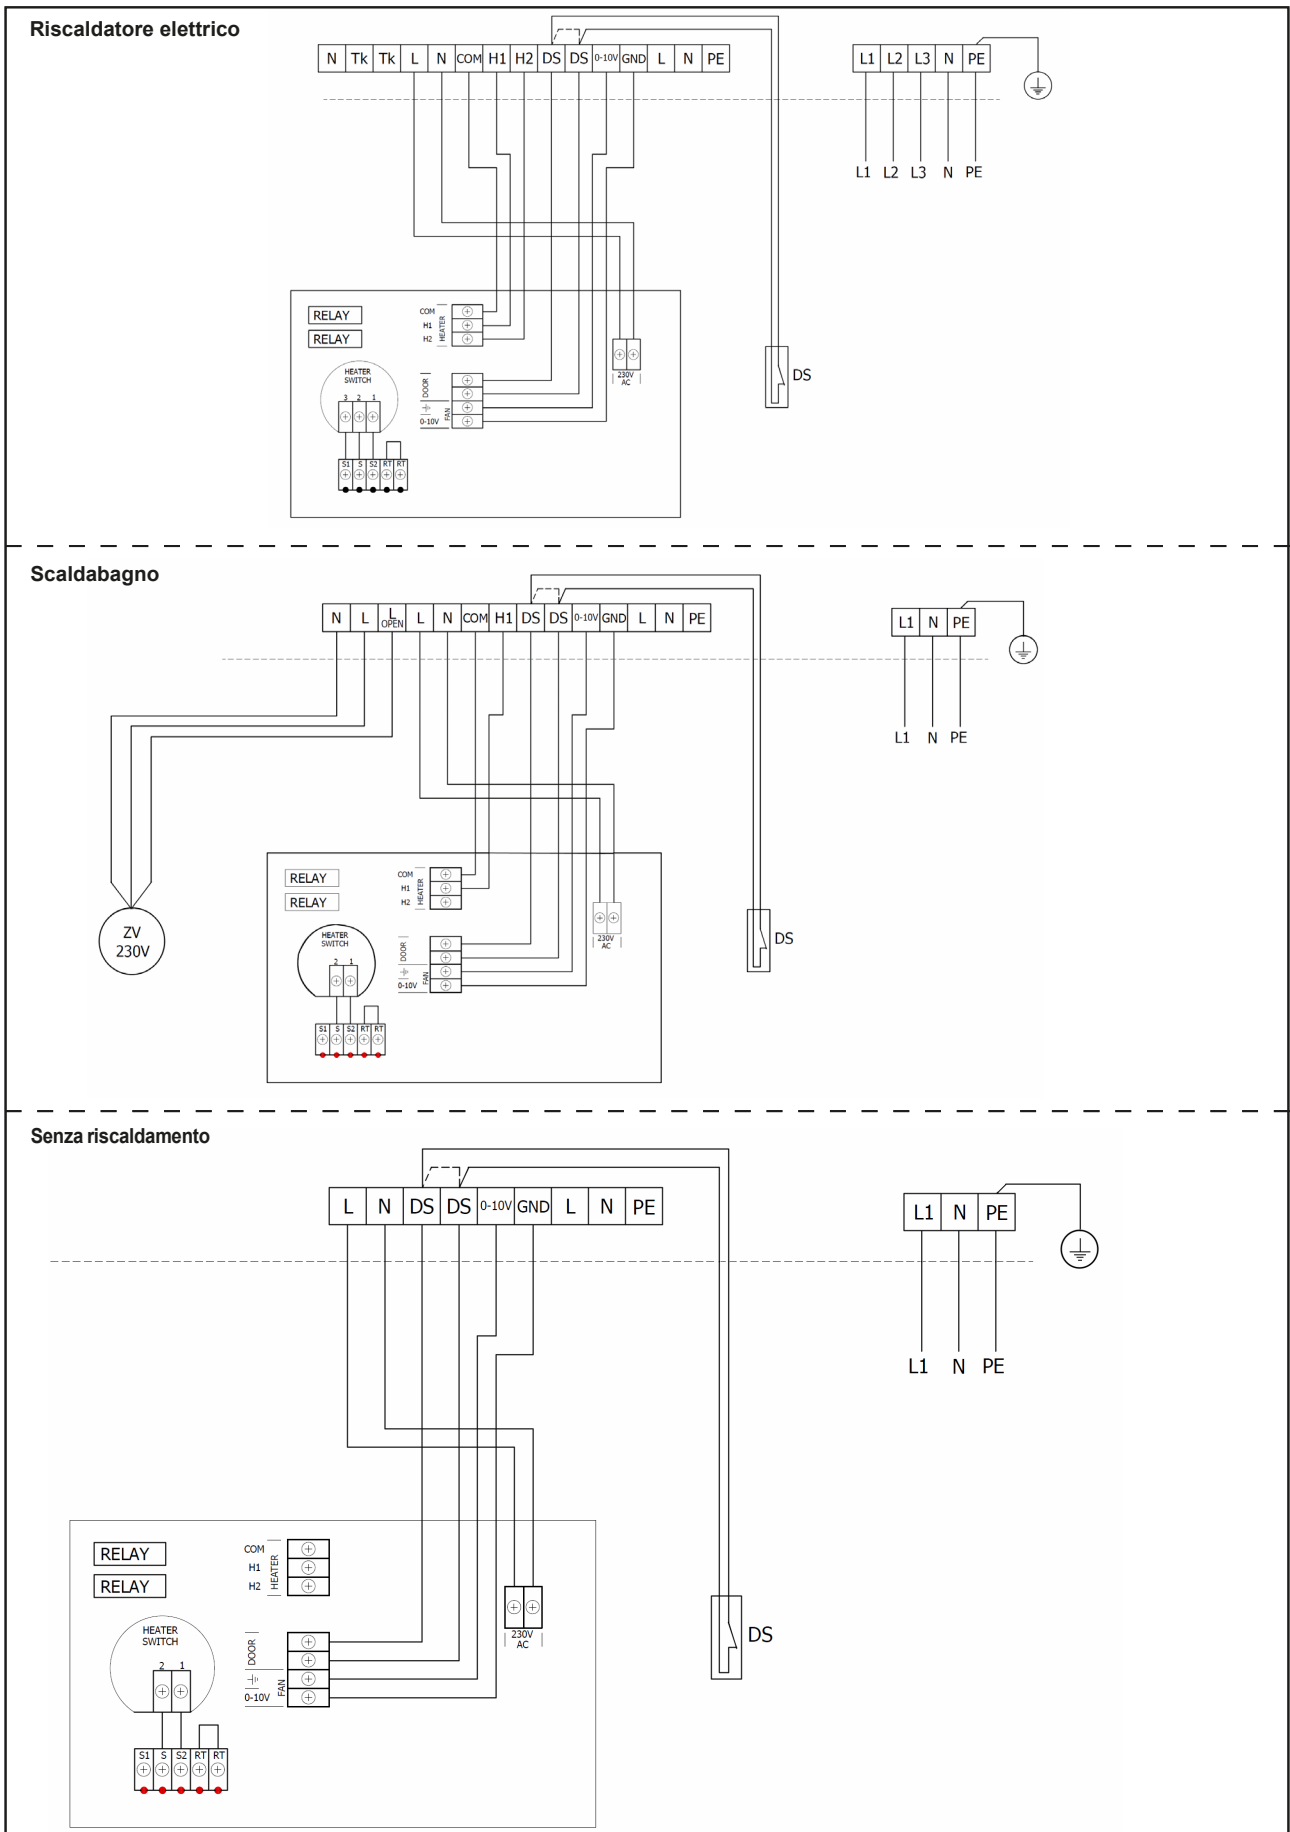 Riscaldatore elettrico
N Tk Tk L N COM H1 H2 DS DS 0-10V GND L N PE
L1 L2 L3 N PE
L1 L2 L3 N PE
RELAY
RELAY
COM
H1
H2
HEATER
HEATER
SWITCH
3 2 1
S1 S S2 RT RT
DOOR
FAN
0-10V
230V
AC
DS
Scaldabagno
N L L OPEN L N COM H1 DS DS 0-10V GND L N PE
L1 N PE
L1 N PE
ZV
230V
RELAY
RELAY
COM
H1
H2
HEATER
HEATER
SWITCH
2 1
S1 S S2 RT RT
DOOR
FAN
0-10V
230V
AC
DS
Senza riscaldamento
L N DS DS 0-10V GND L N PE
L1 N PE
L1 N PE
RELAY
RELAY
COM
H1
H2
HEATER
HEATER
SWITCH
2 1
S1 S S2 RT RT
DOOR
FAN
0-10V
230V
AC
DS